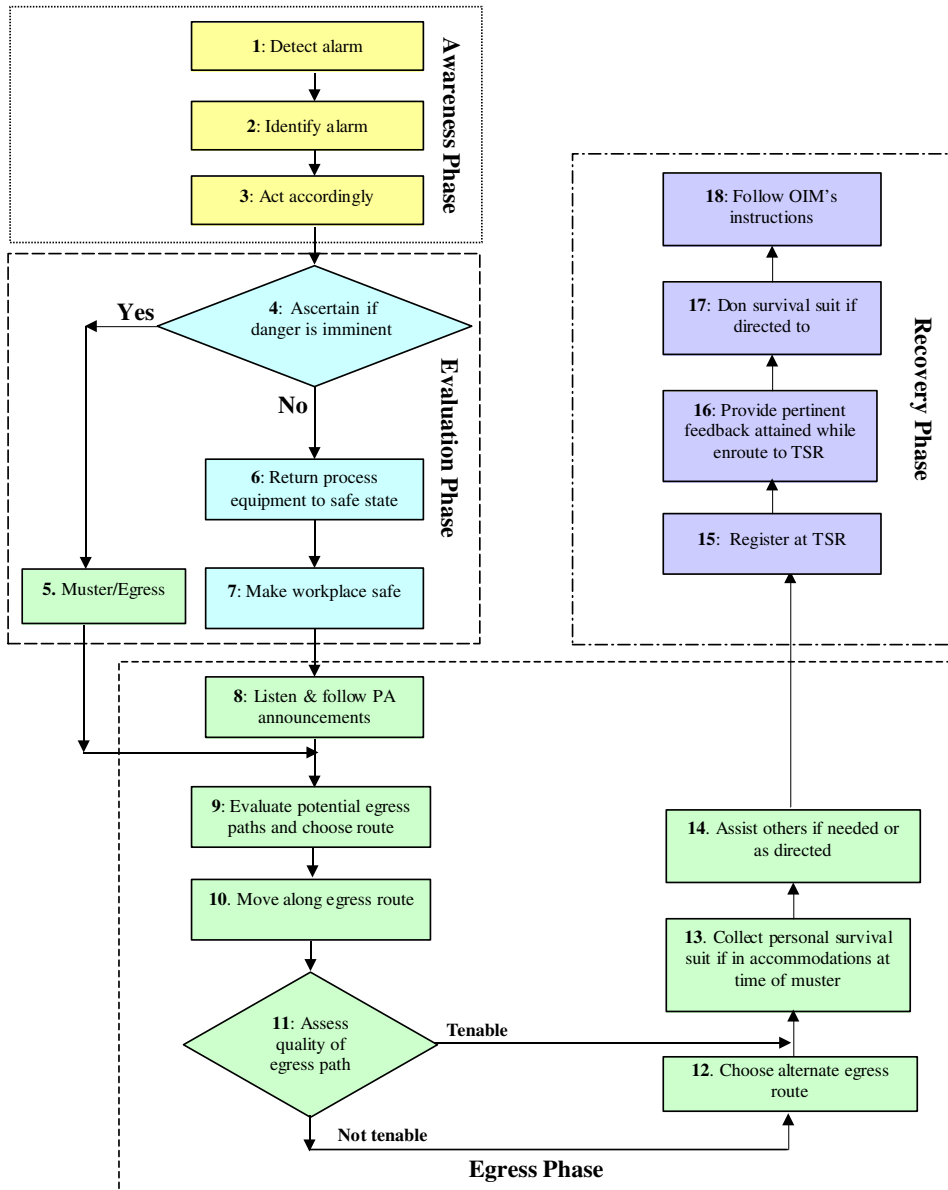 1: Detect alarm
2: Identify alarm
3: Act accordingly
Awareness Phase
4: Ascertain if
danger is imminent
Yes
No
5. Muster/Egress
6: Return process
equipment to safe state
7: Make workplace safe
Evaluation Phase
8: Listen & follow PA
announcements
9: Evaluate potential egress
paths and choose route
10. Move along egress route
11: Assess
quality of
egress path
Tenable
Not tenable
12. Choose alternate egress
route
13. Collect personal survival
suit if in accommodations at
time of muster
14. Assist others if needed or
as directed
Egress Phase
15: Register at TSR
16: Provide pertinent
feedback attained while
enroute to TSR
17: Don survival suit if
directed to
18: Follow OIM's
instructions
Recovery Phase